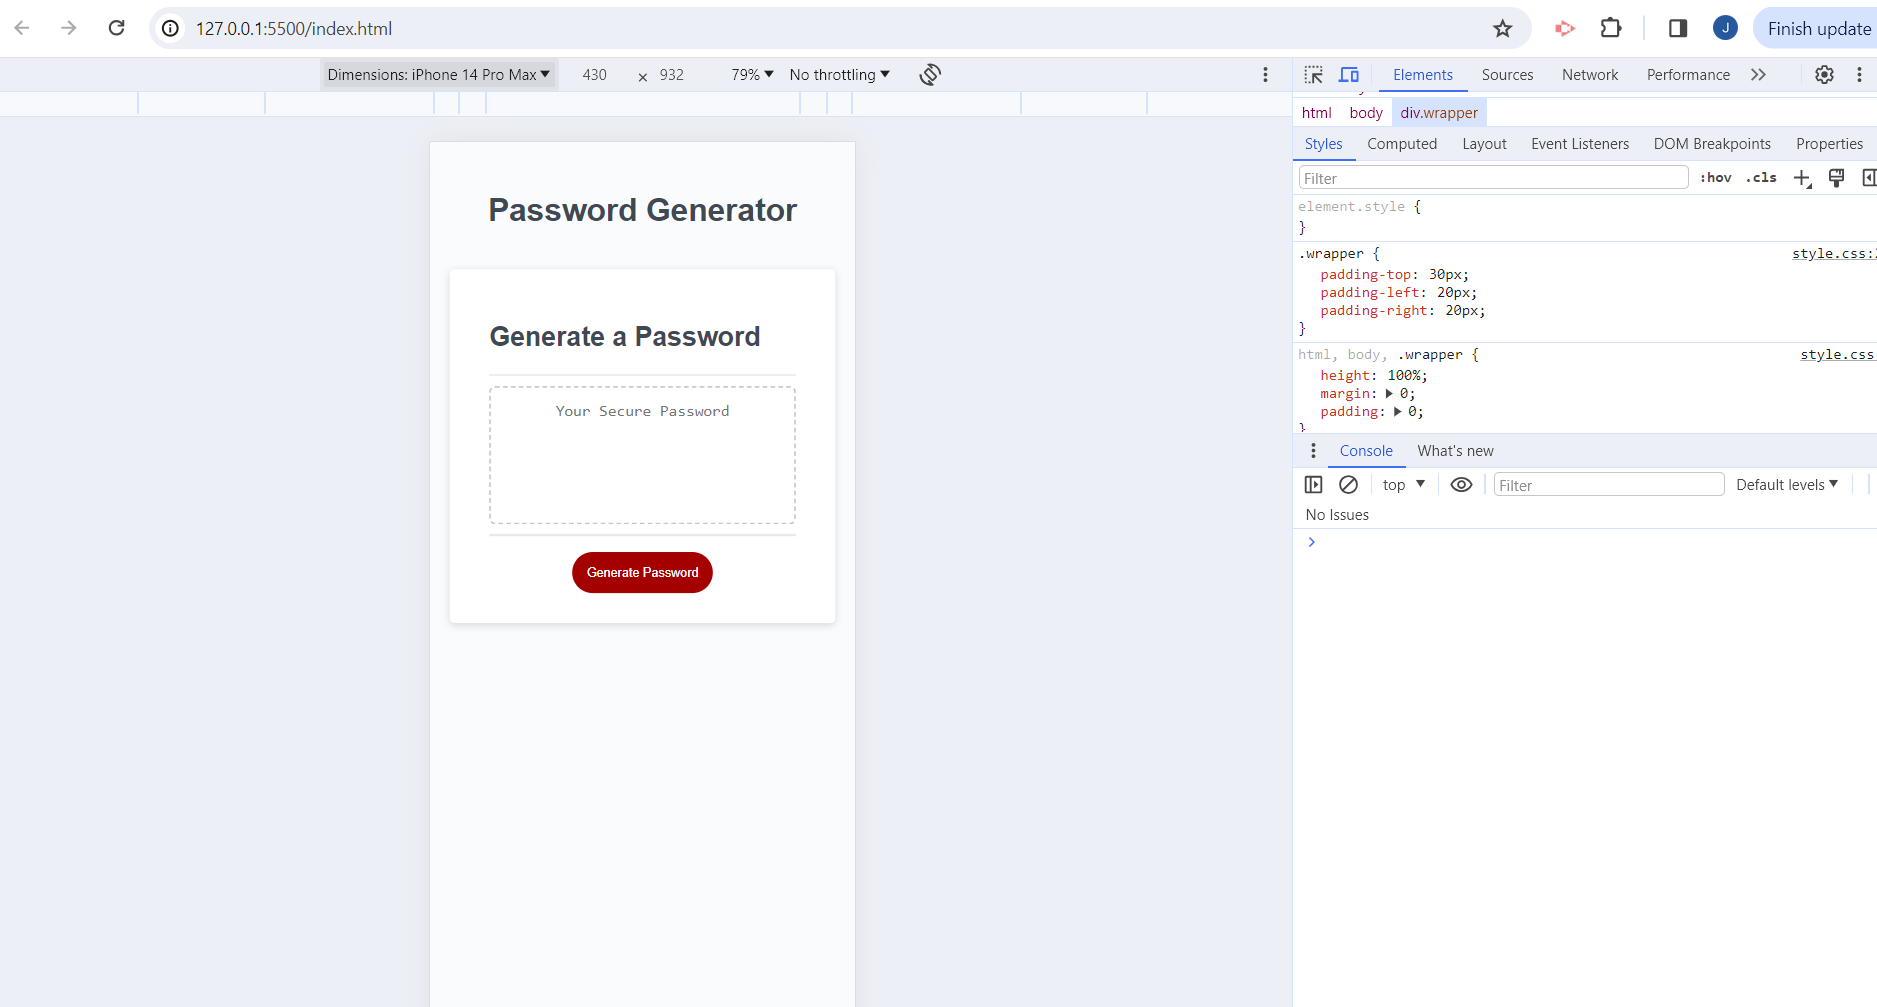 127.0.0.1:5500/index.html
J
Finish update
Dimensions: iPhone 14 Pro Max
430 × 932
79%
No throttling
Elements
Sources
Network
Performance
html body div.wrapper
Styles
Computed
Layout
Event Listeners
DOM Breakpoints
Properties
Filter
:hov .cls
element.style {
}
.wrapper { style.css:
padding-top: 30px;
padding-left: 20px;
padding-right: 20px;
}
html, body, .wrapper { style.css
height: 100%;
margin: 0;
padding: 0;
}
Console
What's new
top
Filter
Default levels
No Issues
Password Generator
Generate a Password
Your Secure Password
Generate Password